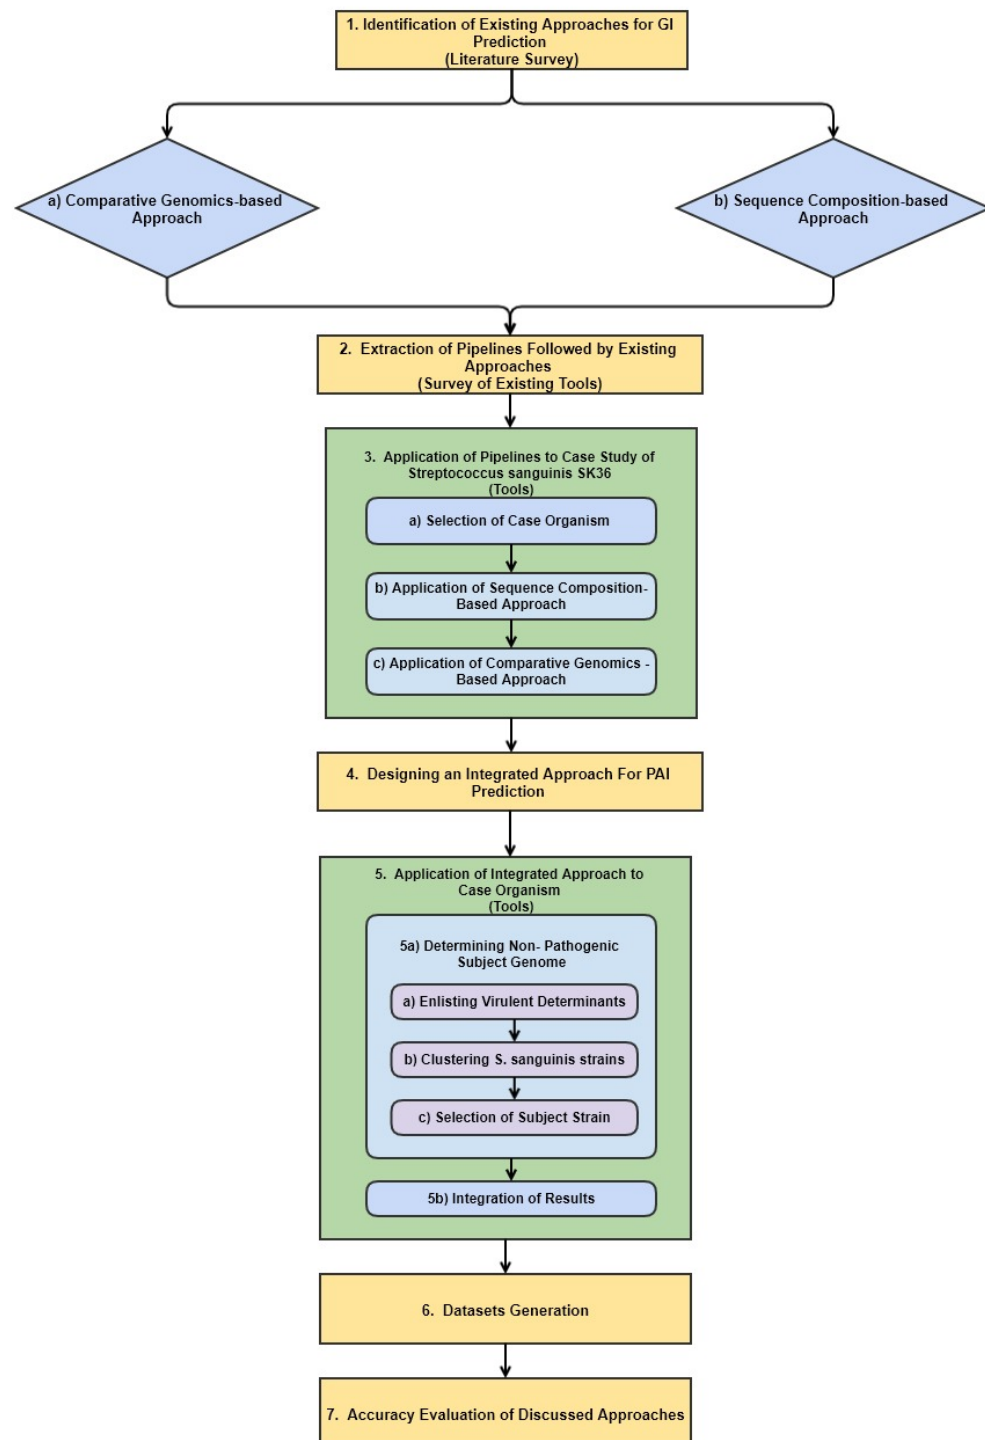 1. Identification of Existing Approaches for GI
Prediction
(Literature Survey)
a) Comparative Genomics-based
Approach
b) Sequence Composition-based
Approach
2. Extraction of Pipelines Followed by Existing
Approaches
(Survey of Existing Tools)
3. Application of Pipelines to Case Study of
Streptococcus sanguinis SK36
(Tools)
a) Selection of Case Organism
b) Application of Sequence Composition-
Based Approach
c) Application of Comparative Genomics -
Based Approach
4. Designing an Integrated Approach For PAI
Prediction
5. Application of Integrated Approach to
Case Organism
(Tools)
5a) Determining Non- Pathogenic
Subject Genome
a) Enlisting Virulent Determinants
b) Clustering S. sanguinis strains
c) Selection of Subject Strain
5b) Integration of Results
6. Datasets Generation
7. Accuracy Evaluation of Discussed Approaches